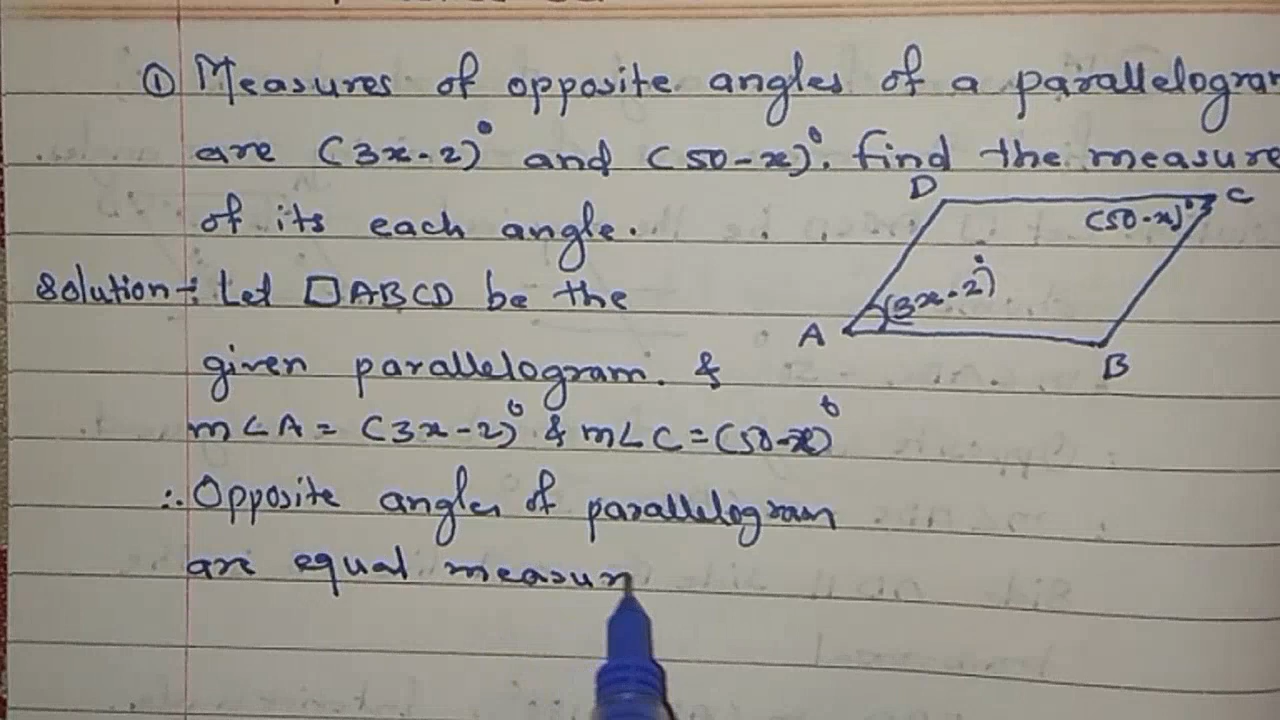 ① Measures of opposite angles of a parallelogram
are (3x-2)° and (50-x)°. find the measure
of its each angle.
D C
(50-x)°
(3x-2)°
A B
Solution :- Let □ABCD be the
given parallelogram. &
m∠A = (3x-2)° & m∠C = (50-x)°
∴ Opposite angles of parallelogram
are equal measur